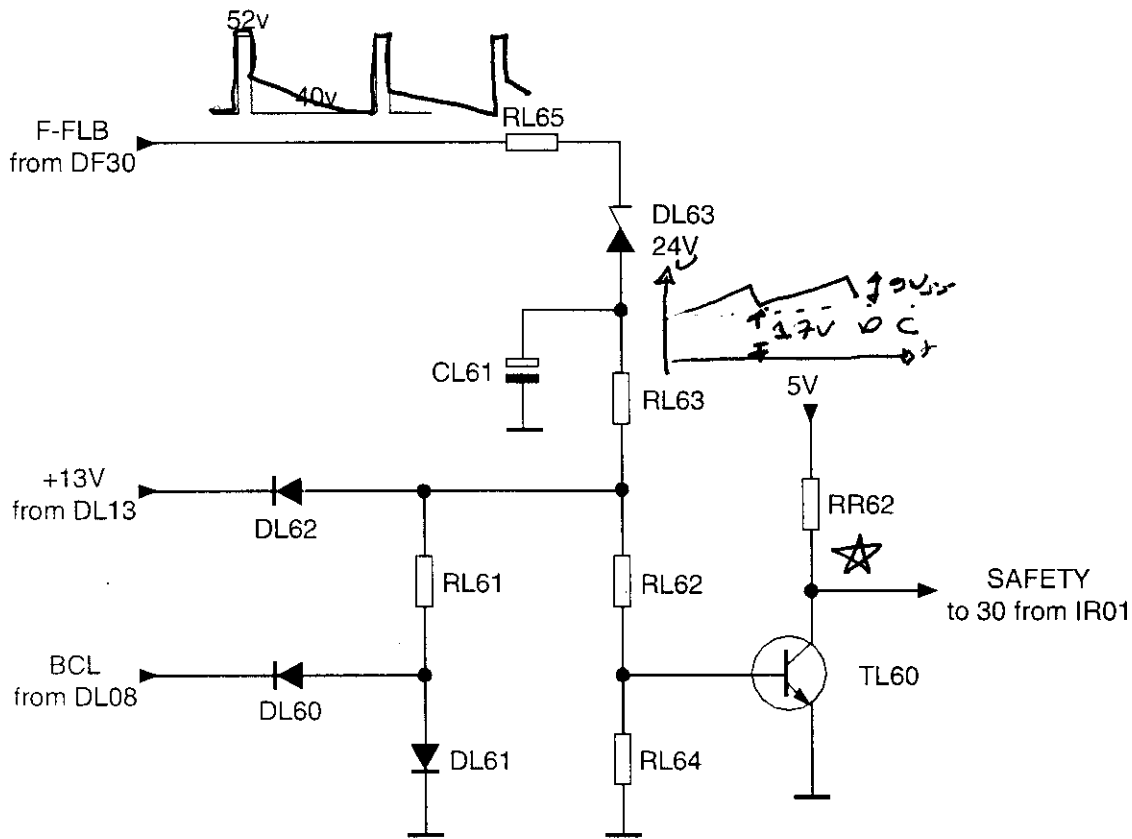 52v
40v
F-FLB
from DF30
RL65
DL63
24V
17V DC
CL61
RL63
5V
+13V
from DL13
DL62
RR62
RL61
RL62
SAFETY
to 30 from IR01
BCL
from DL08
DL60
TL60
DL61
RL64